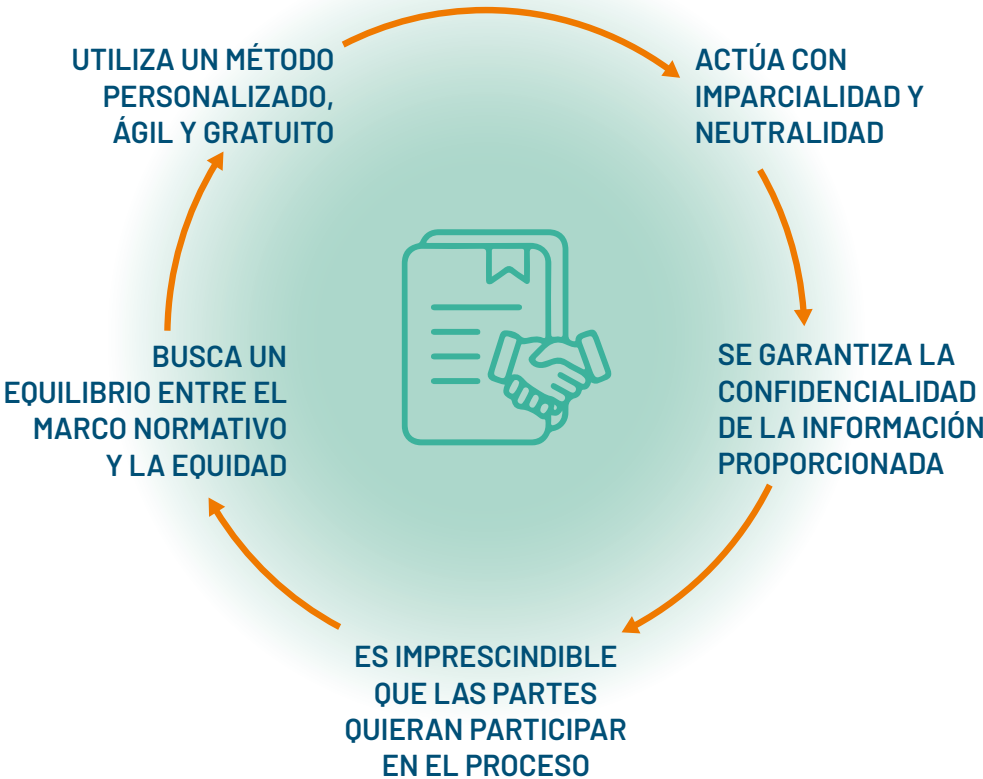 UTILIZA UN MÉTODO
PERSONALIZADO,
ÁGIL Y GRATUITO
ACTÚA CON
IMPARCIALIDAD Y
NEUTRALIDAD
SE GARANTIZA LA
CONFIDENCIALIDAD
DE LA INFORMACIÓN
PROPORCIONADA
ES IMPRESCINDIBLE
QUE LAS PARTES
QUIERAN PARTICIPAR
EN EL PROCESO
BUSCA UN
EQUILIBRIO ENTRE EL
MARCO NORMATIVO
Y LA EQUIDAD